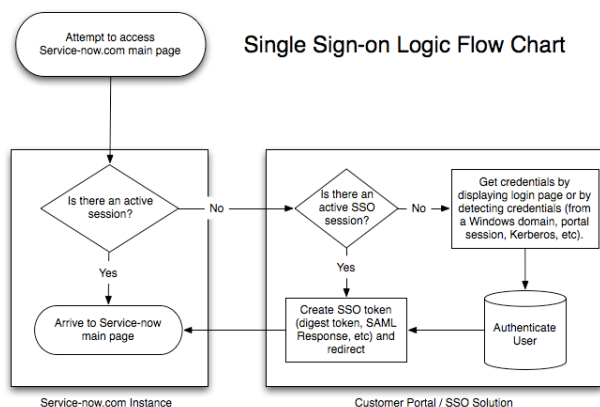 Attempt to access
Service-now.com main page
Single Sign-on Logic Flow Chart
Is there an active
session?
No
Is there an
active SSO
session?
No
Get credentials by
displaying login page or by
detecting credentials (from
a Windows domain, portal
session, Kerberos, etc).
Yes
Yes
Arrive to Service-now
main page
Create SSO token
(digest token, SAML
Response, etc) and
redirect
Authenticate
User
Service-now.com Instance
Customer Portal / SSO Solution